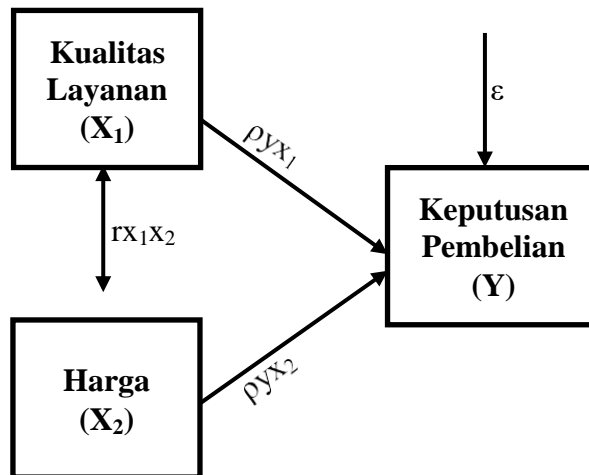 Kualitas
Layanan
(X₁)
ε
ρyx₁
Keputusan
Pembelian
(Y)
rx₁x₂
Harga
(X₂)
ρyx₂